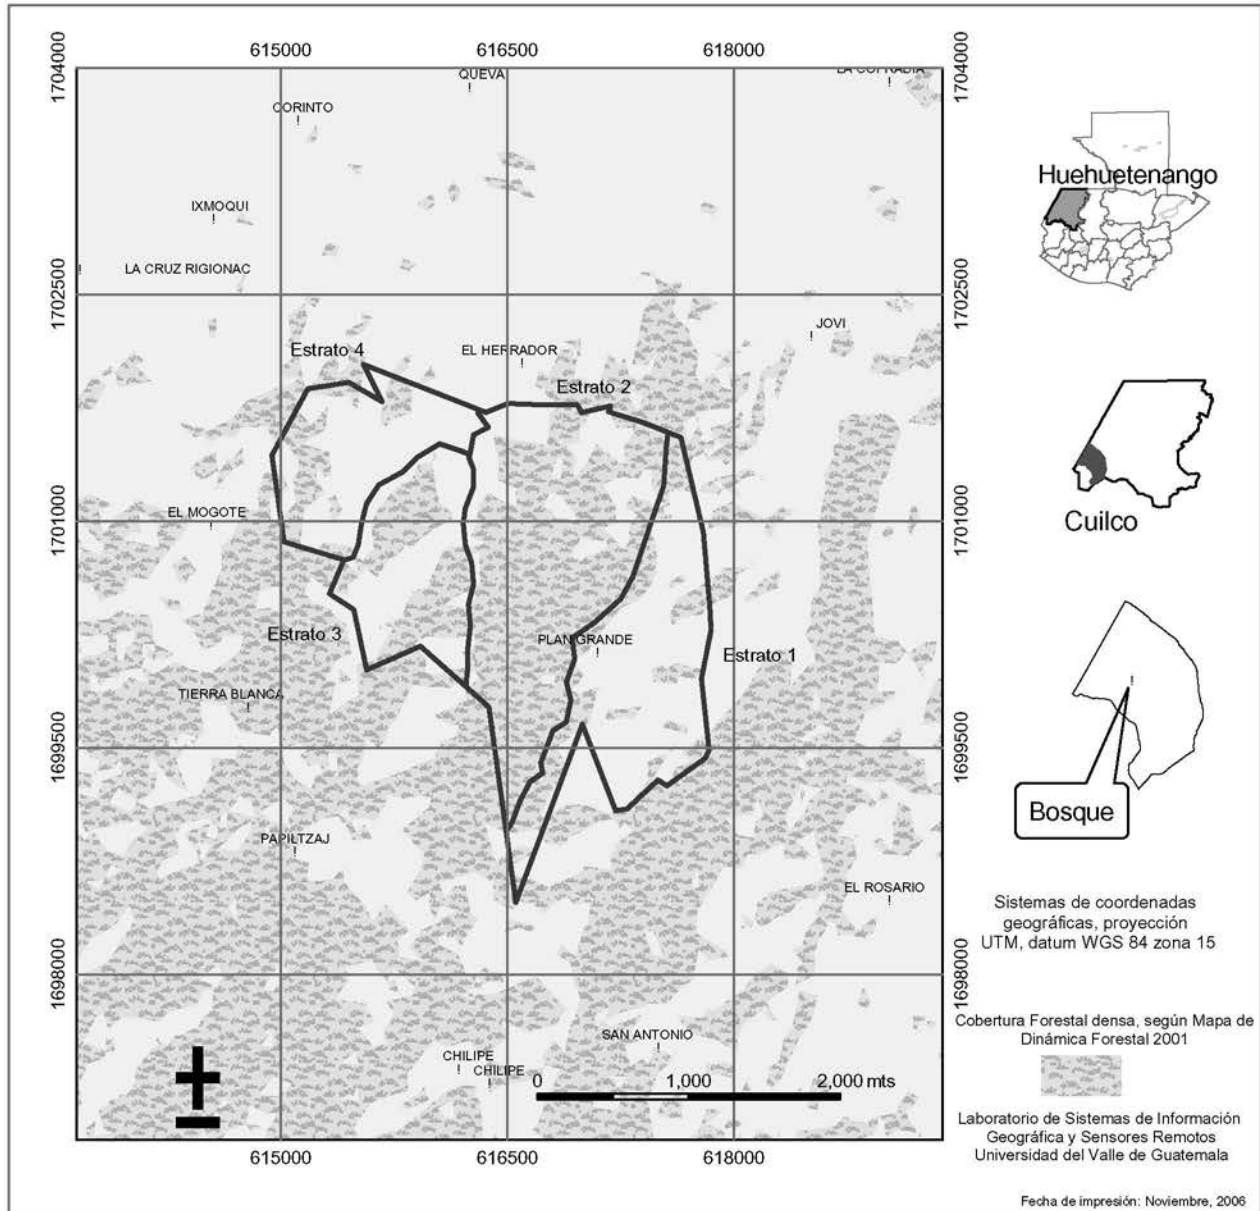 615000
616500
618000
1704000
1704000
QUEVA
LA COFRADIA
CORINTO
IXMOQUI
LA CRUZ RIGIONAC
1702500
1702500
JOVI
Estrato 4
EL HERRADOR
Estrato 2
EL MOGOTE
1701000
1701000
Estrato 3
PLAN GRANDE
Estrato 1
TIERRA BLANCA
1699500
1699500
PAPILTZAJ
EL ROSARIO
1698000
1698000
SAN ANTONIO
CHILIPE
CHILIPE
0
1,000
2,000 mts
615000
616500
618000
Huehuetenango
Cuilco
Bosque
Sistemas de coordenadas
geográficas, proyección
UTM, datum WGS 84 zona 15
Cobertura Forestal densa, según Mapa de
Dinámica Forestal 2001
Laboratorio de Sistemas de Información
Geográfica y Sensores Remotos
Universidad del Valle de Guatemala
Fecha de impresión: Noviembre, 2006